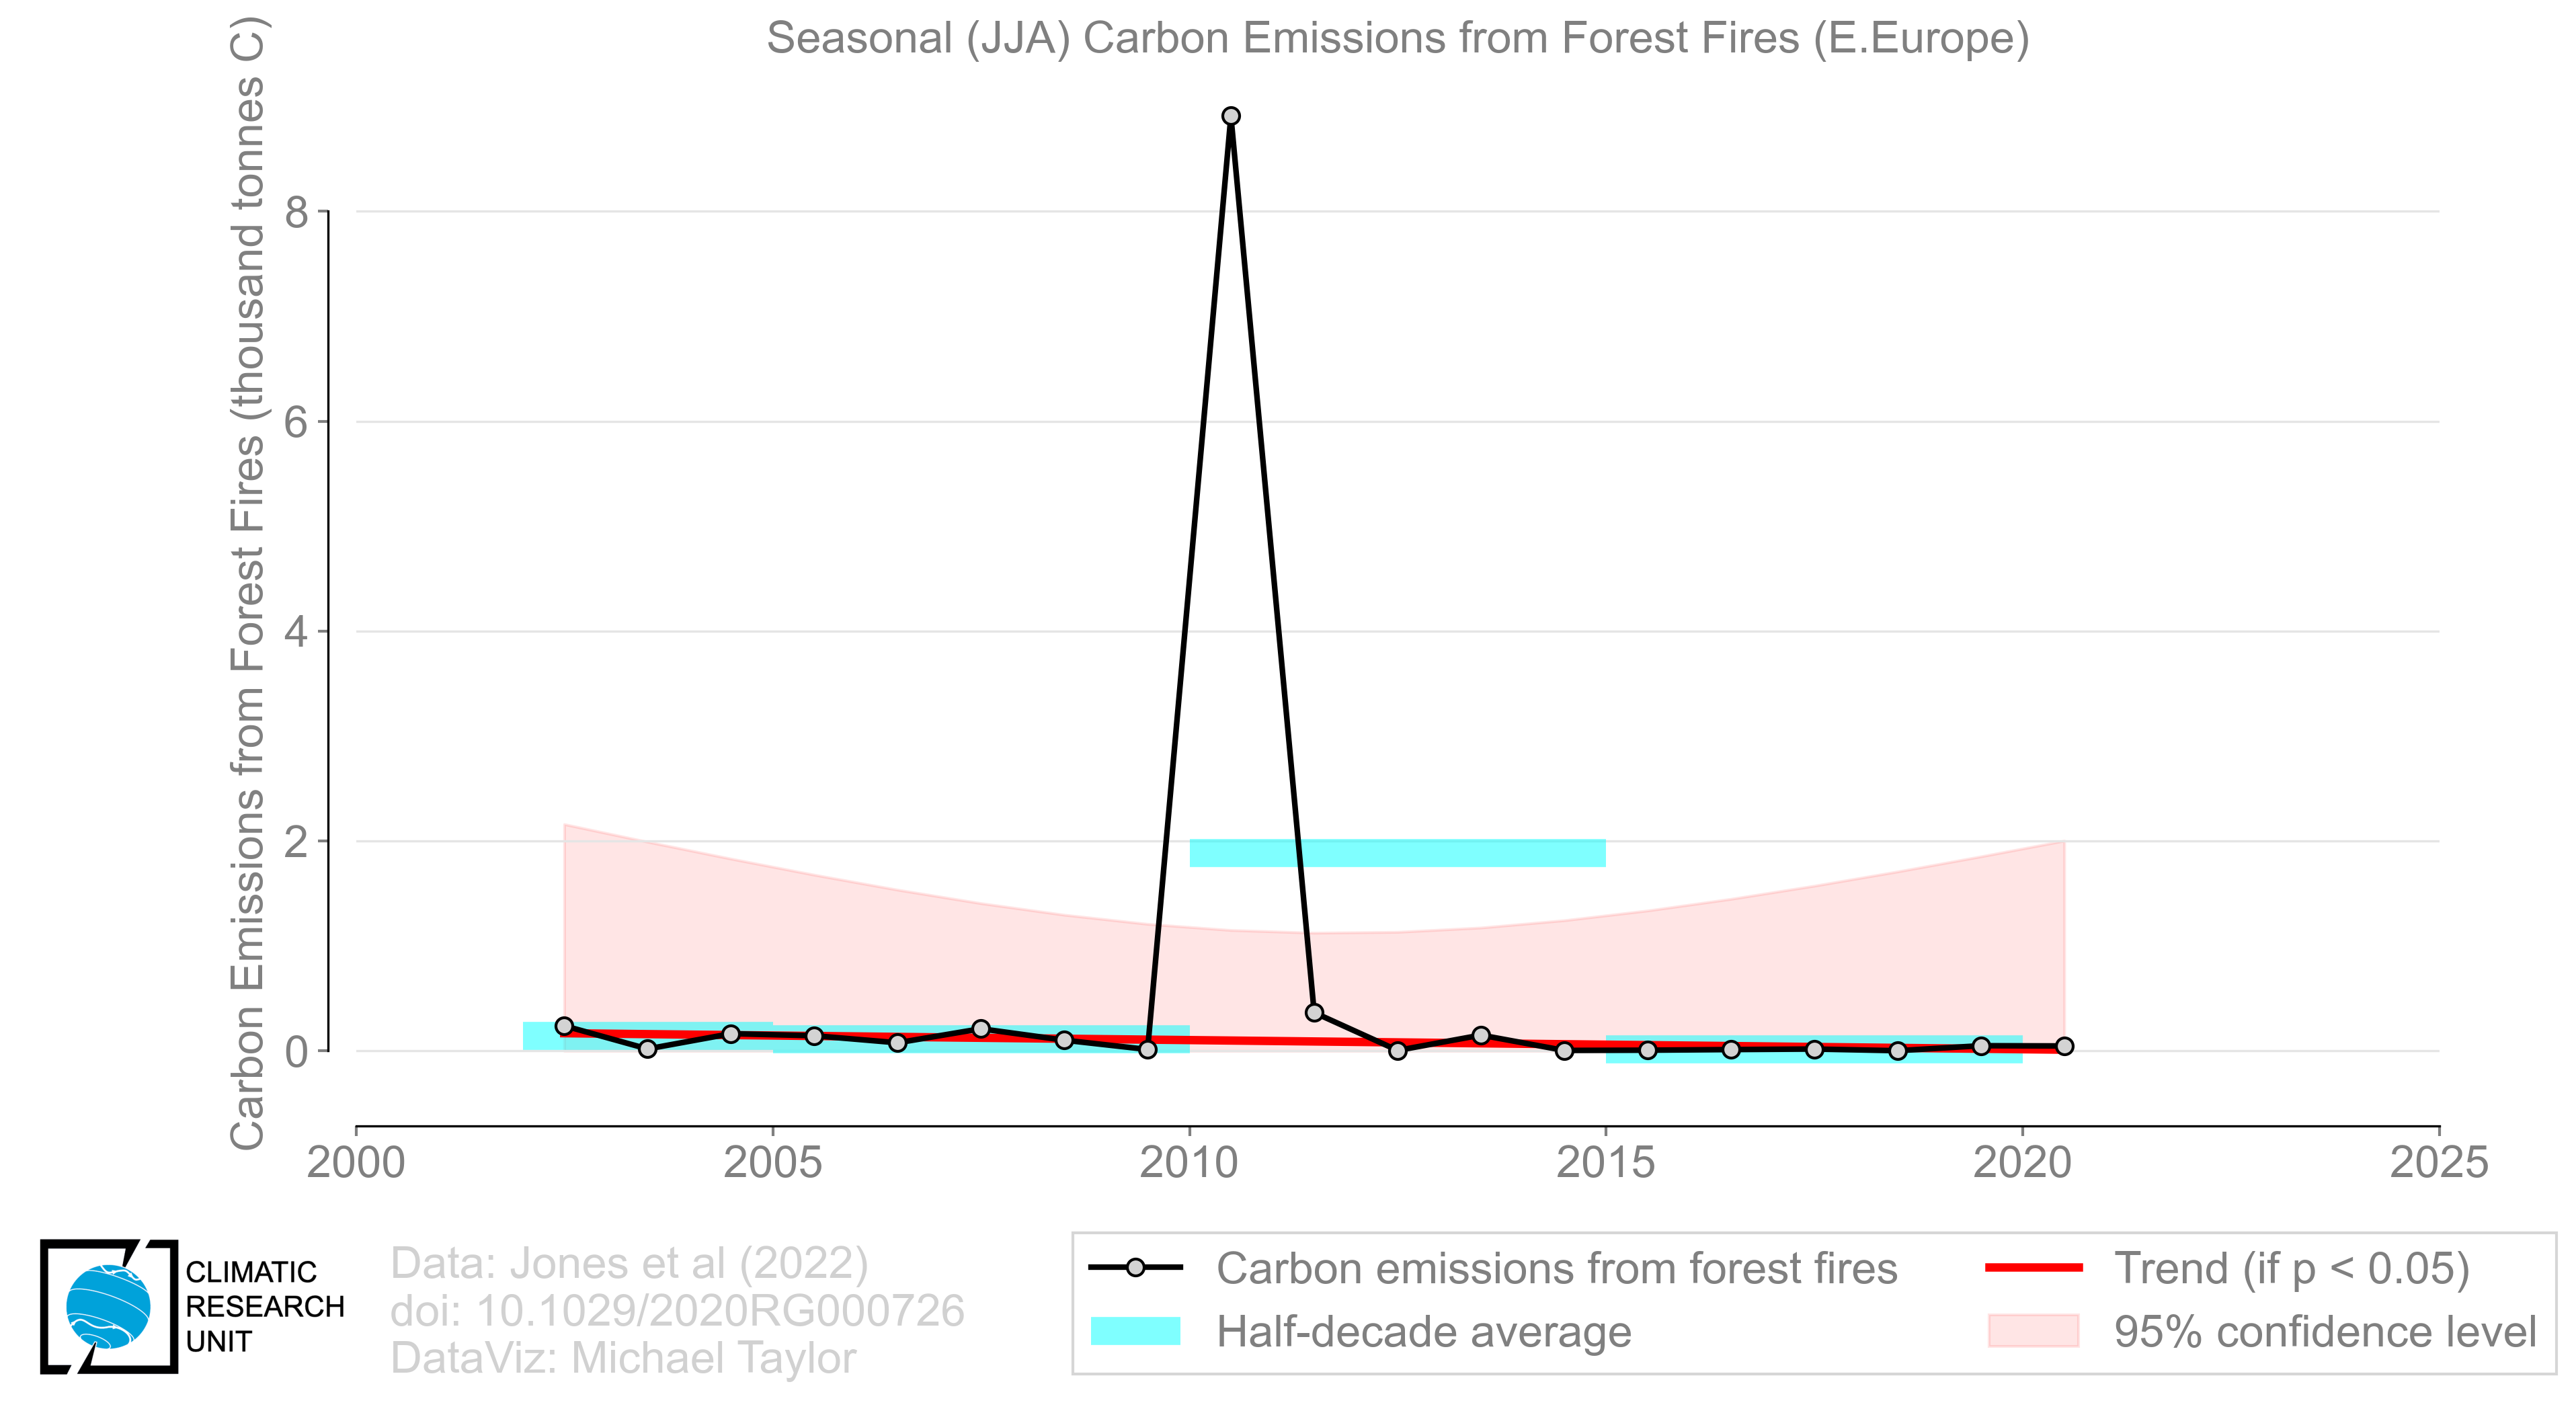 Seasonal (JJA) Carbon Emissions from Forest Fires (E.Europe)
Carbon Emissions from Forest Fires (thousand tonnes C)
8
6
4
2
0
2000
2005
2010
2015
2020
2025
CLIMATIC
RESEARCH
UNIT
Data: Jones et al (2022)
doi: 10.1029/2020RG000726
DataViz: Michael Taylor
Carbon emissions from forest fires
Half-decade average
Trend (if p < 0.05)
95% confidence level